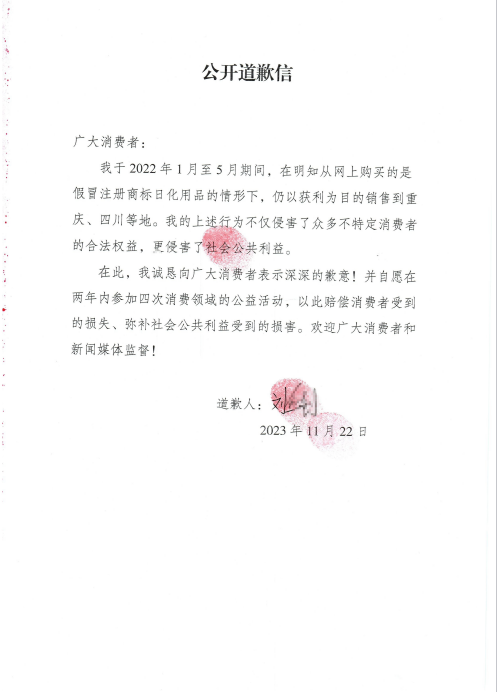 公开道歉信
广大消费者：
我于 2022 年 1 月至 5 月期间，在明知从网上购买的是
假冒注册商标日化用品的情形下，仍以获利为目的销售到重
庆、四川等地。我的上述行为不仅侵害了众多不特定消费者
的合法权益，更侵害了社会公共利益。
在此，我诚恳向广大消费者表示深深的歉意！并自愿在
两年内参加四次消费领域的公益活动，以此赔偿消费者受到
的损失、弥补社会公共利益受到的损害。欢迎广大消费者和
新闻媒体监督！
道歉人：刘
2023 年 11 月 22 日